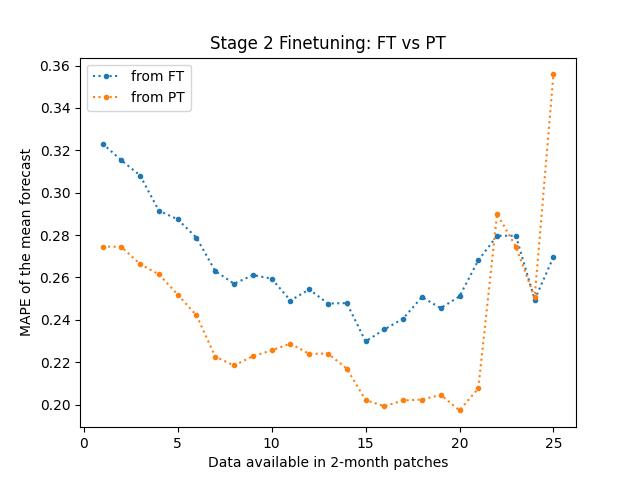 Stage 2 Finetuning: FT vs PT
from FT
from PT
MAPE of the mean forecast
0.36
0.34
0.32
0.30
0.28
0.26
0.24
0.22
0.20
0 5 10 15 20 25
Data available in 2-month patches